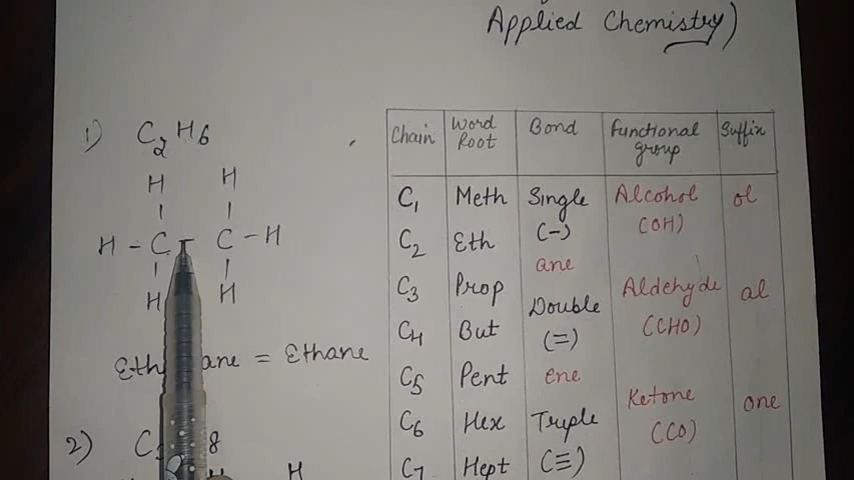 Applied Chemistry)
1) C2H6
H H
H - C - C - H
H H
Eth ane = Ethane
2) C 8
H
Chain Word Root Bond Functional group Suffix
C1 Meth Single Alcohol ol
C2 Eth (-) (OH)
ane
C3 Prop Double Aldehyde al
C4 But (=) (CHO)
C5 Pent ene Ketone one
C6 Hex Triple (CO)
C7 Hept (≡)